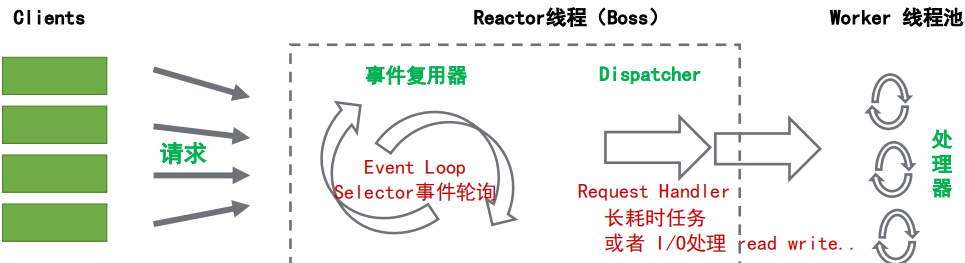 Clients
Reactor线程（Boss）
Worker 线程池
事件复用器
Dispatcher
请求
Event Loop
Selector事件轮询
Request Handler
长耗时任务
或者 I/O处理 read write..
处理器